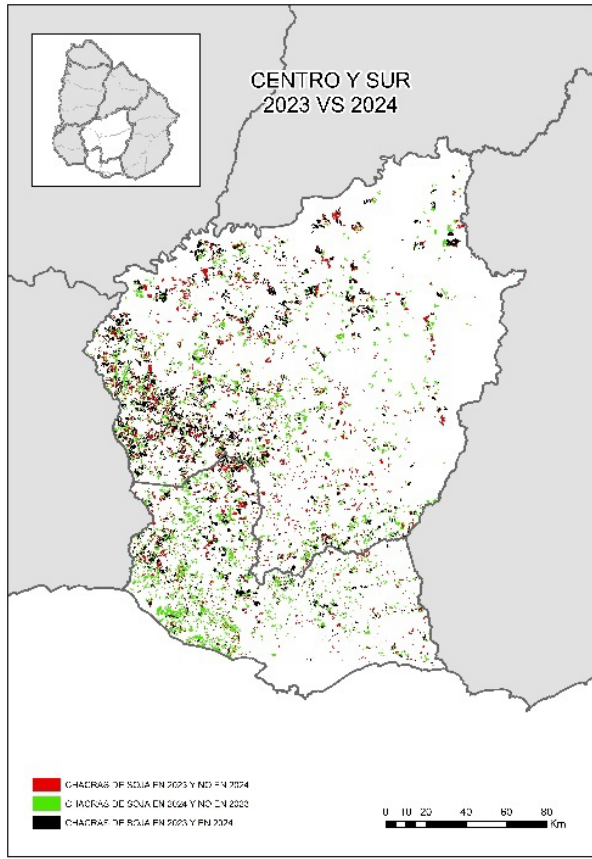 CENTRO Y SUR
2023 VS 2024
CHACRAS DE SOJA EN 2023 Y NO EN 2024
CHACRAS DE SOJA EN 2024 Y NO EN 2023
CHACRAS DE SOJA EN 2023 Y EN 2024
0 10 20 40 60 80
Km